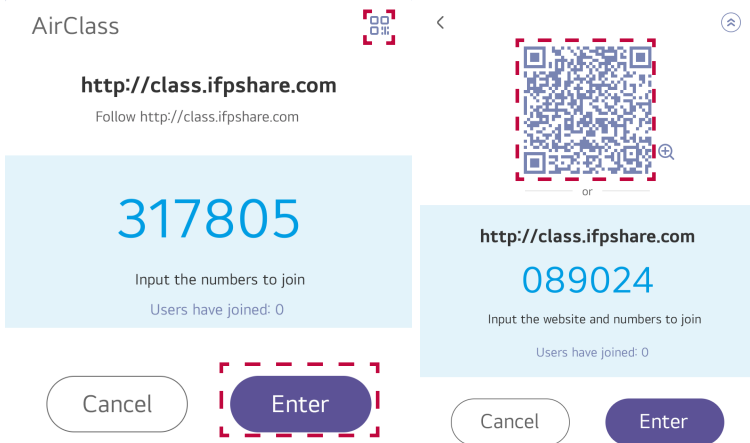 AirClass
http://class.ifpshare.com
Follow http://class.ifpshare.com
317805
Input the numbers to join
Users have joined: 0
Cancel
Enter
or
http://class.ifpshare.com
089024
Input the website and numbers to join
Users have joined: 0
Cancel
Enter